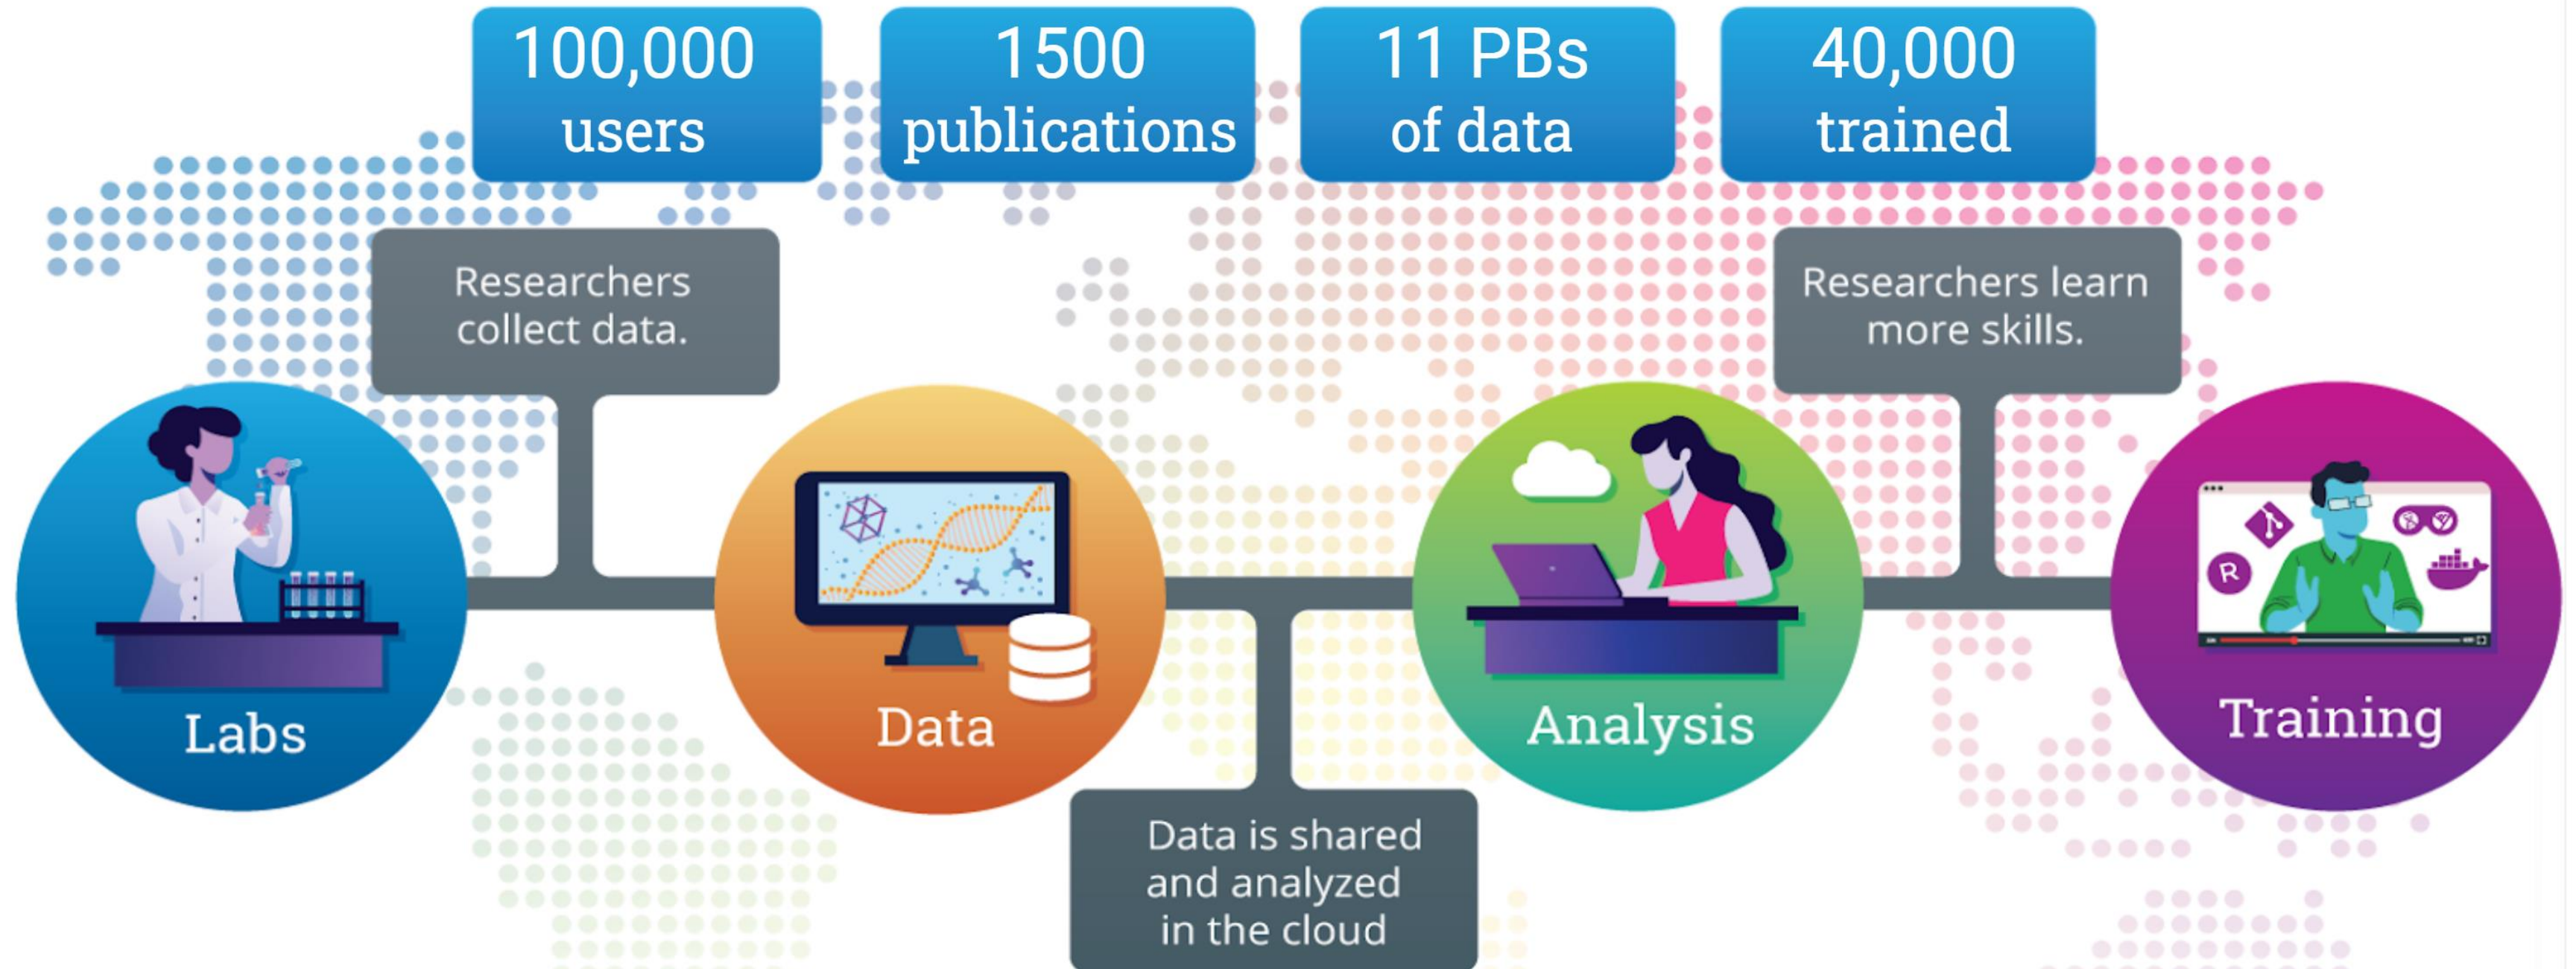 100,000
users
1500
publications
11 PBs
of data
40,000
trained
Researchers
collect data.
Researchers learn
more skills.
Labs
Data
Analysis
R
Training
Data is shared
and analyzed
in the cloud